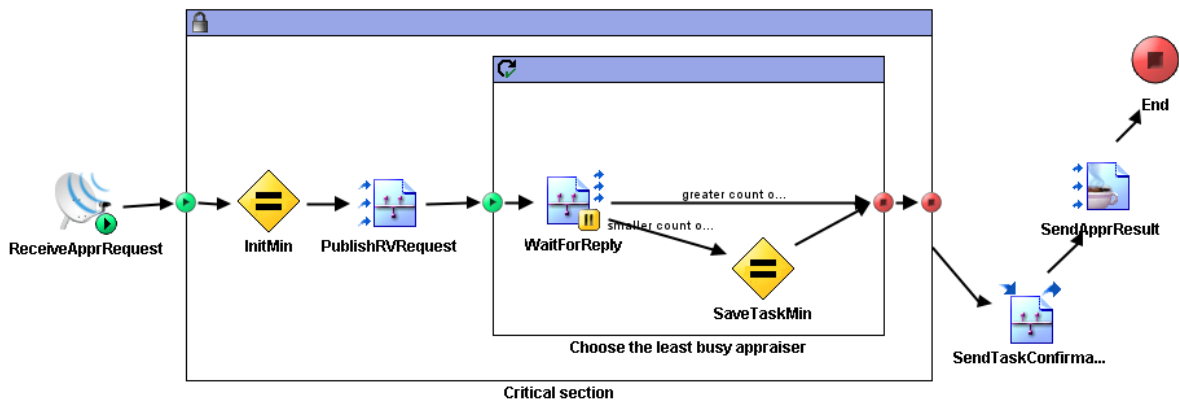 End
greater count o...
ReceiveApprRequest
InitMin
PublishRVRequest
WaitForReply
smaller count o...
SendApprResult
SaveTaskMin
Choose the least busy appraiser
SendTaskConfirma...
Critical section